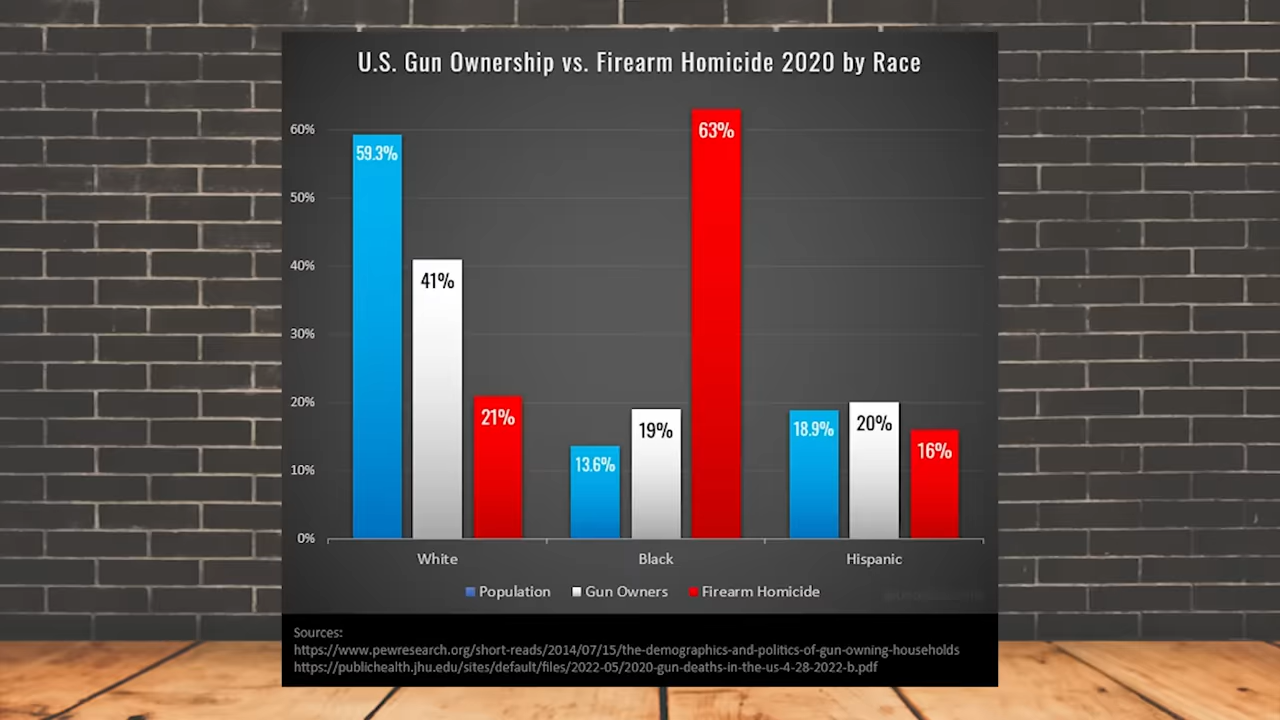 U.S. Gun Ownership vs. Firearm Homicide 2020 by Race
60%
50%
40%
30%
20%
10%
0%
59.3%
41%
21%
13.6%
19%
63%
18.9%
20%
16%
White Black Hispanic
Population Gun Owners Firearm Homicide
Sources:
https://www.pewresearch.org/short-reads/2014/07/15/the-demographics-and-politics-of-gun-owning-households
https://publichealth.jhu.edu/sites/default/files/2022-05/2020-gun-deaths-in-the-us-4-28-2022-b.pdf